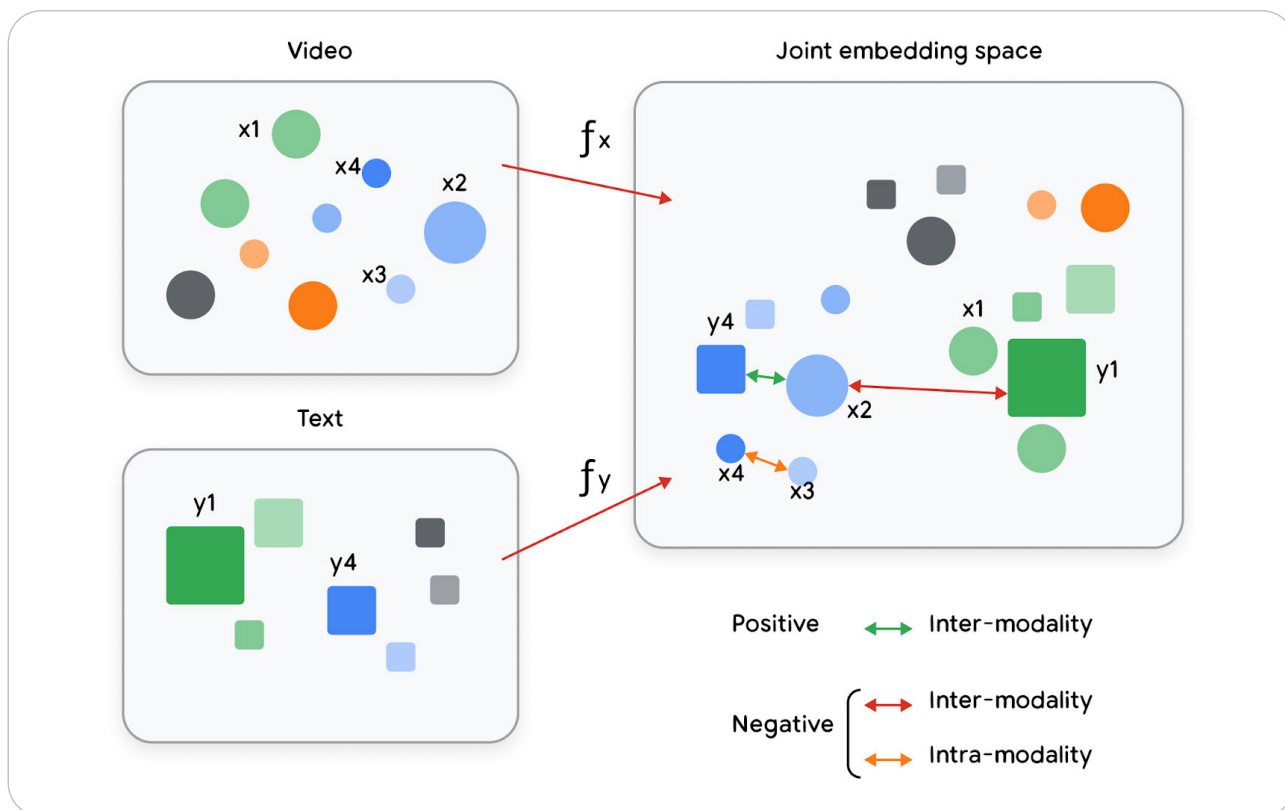 Video
x1
x4
x2
x3
Text
y1
y4
fx
fy
Joint embedding space
x1
y4
y1
x2
x4
x3
Positive
Inter-modality
Negative
Inter-modality
Intra-modality